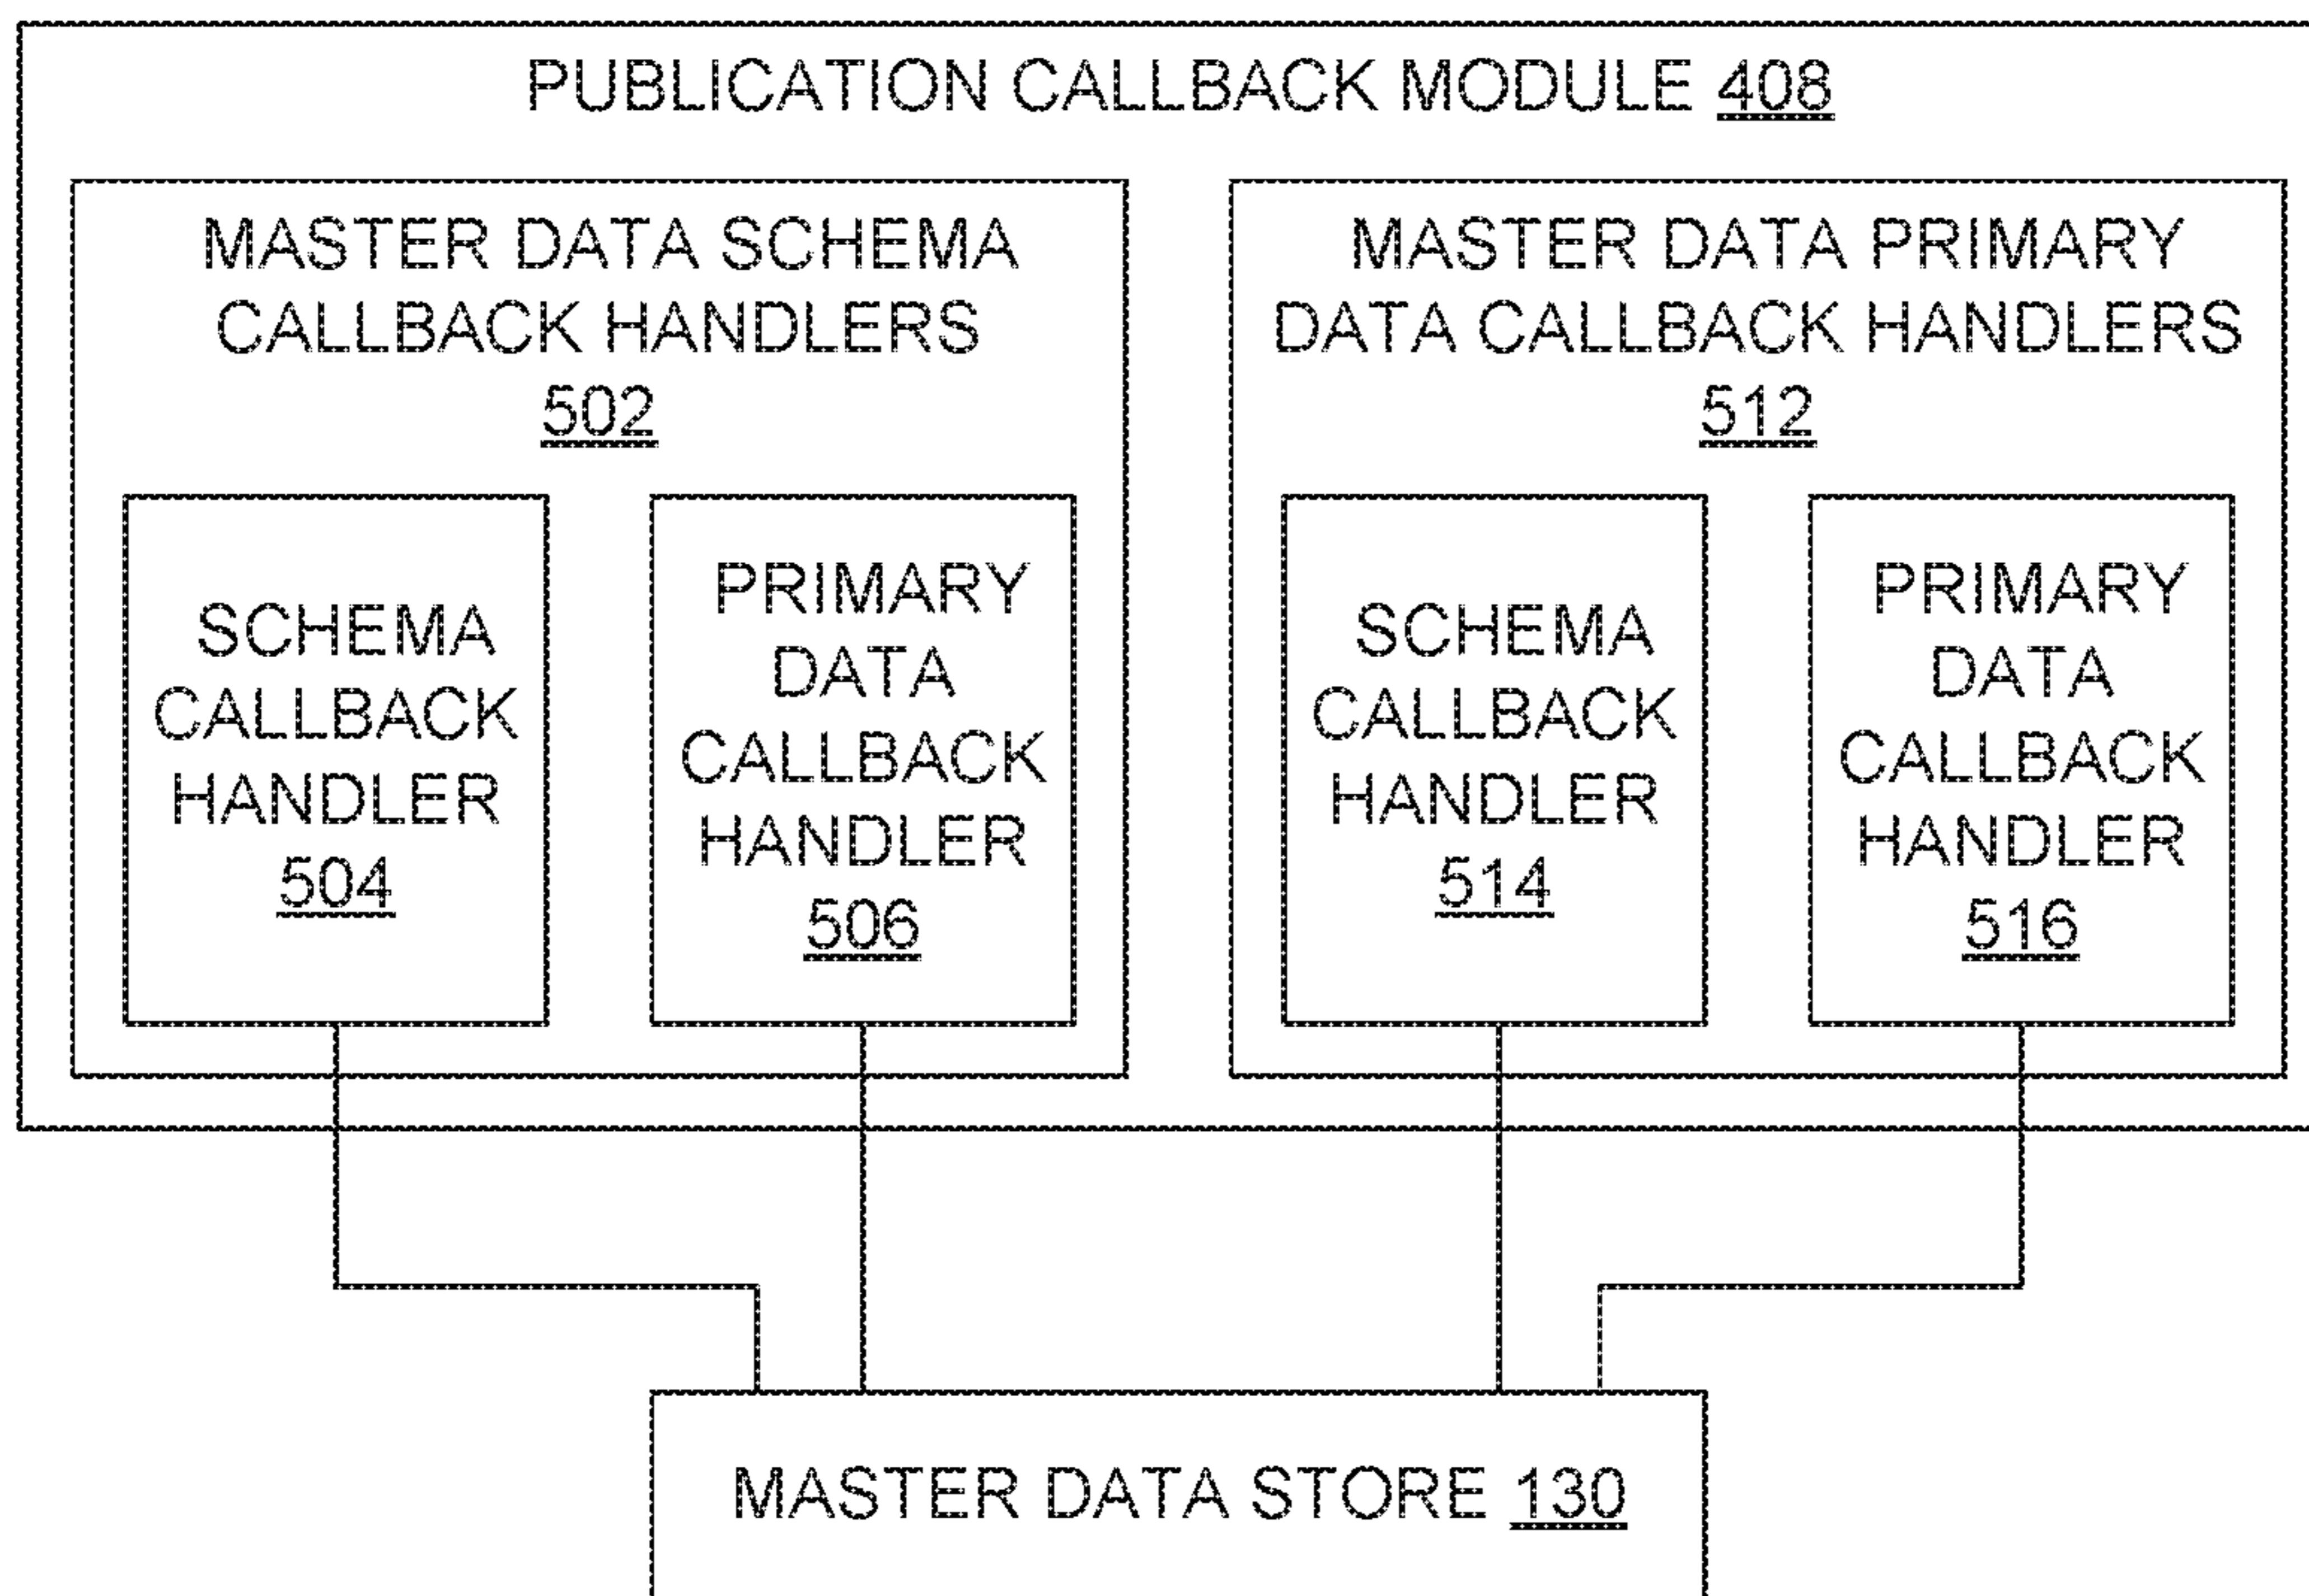 PUBLICATION CALLBACK MODULE 408
MASTER DATA SCHEMA
CALLBACK HANDLERS
502
SCHEMA
CALLBACK
HANDLER
504
PRIMARY
DATA
CALLBACK
HANDLER
506
MASTER DATA PRIMARY
DATA CALLBACK HANDLERS
512
SCHEMA
CALLBACK
HANDLER
514
PRIMARY
DATA
CALLBACK
HANDLER
516
MASTER DATA STORE 130